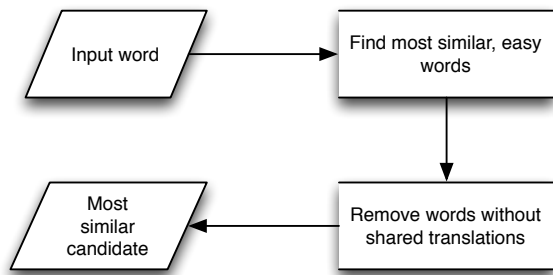 Input word
Find most similar, easy
words
Remove words without
shared translations
Most
similar
candidate